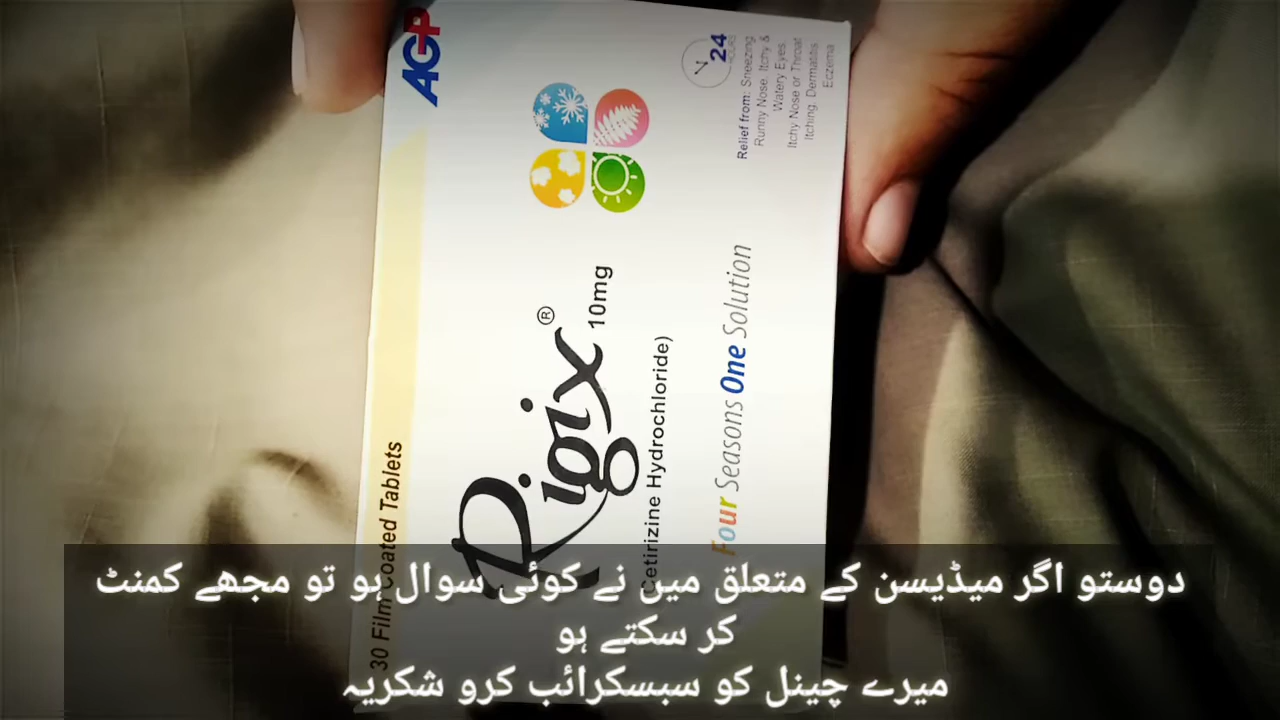 AGP
24
HOURS
Relief from: Sneezing
Runny Nose. Itchy &
Watery Eyes.
Itchy Nose or Throat
Itching. Dermatitis
Eczema
Rigix® 10mg
(Cetirizine Hydrochloride)
Four Seasons One Solution
30 Film Coated Tablets
دوستو اگر میڈیسن کے متعلق میں نے کوئی سوال ہو تو مجھے کمنٹ
کر سکتے ہو
میرے چینل کو سبسکرائب کرو شکریہ